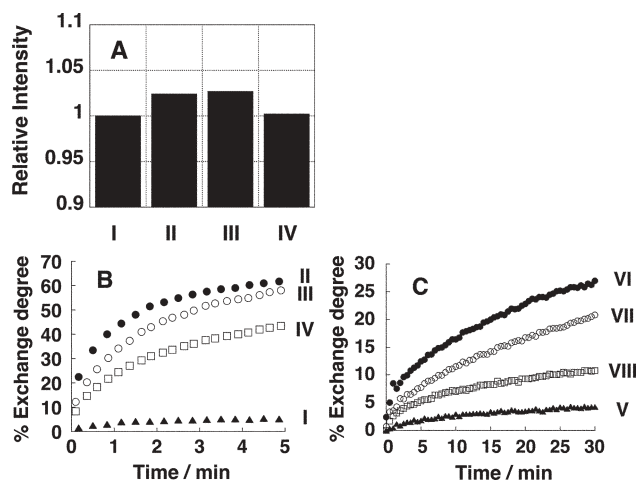 A
Relative Intensity
1.1
1.05
1
0.95
0.9
I II III IV
B
% Exchange degree
70
60
50
40
30
20
10
0
II
III
IV
I
0 1 2 3 4 5
Time / min
C
% Exchange degree
30
25
20
15
10
5
0
VI
VII
VIII
V
0 5 10 15 20 25 30
Time / min